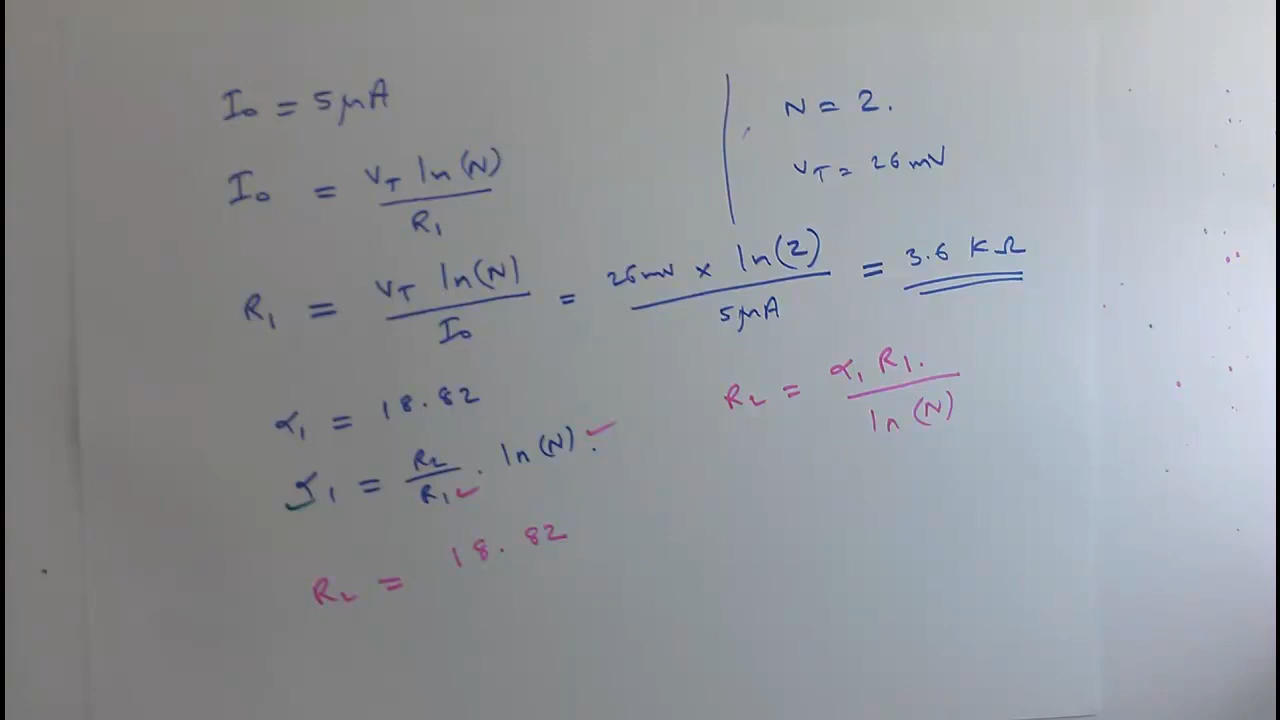 I₀ = 5μA
I₀ = V_T ln(N) / R₁
N = 2.
V_T = 26 mV
R₁ = V_T ln(N) / I₀ = 26mV × ln(2) / 5μA = 3.6 KΩ
α₁ = 18.82
α₁ = R₂ / R₁ . ln(N).
R₂ = α₁ R₁. / ln(N)
R₂ = 18.82